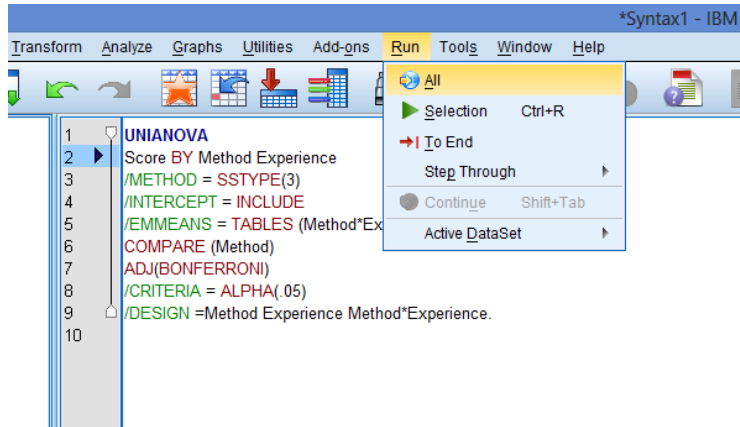 *Syntax1 - IBM
Transform Analyze Graphs Utilities Add-ons Run Tools Window Help
All
Selection Ctrl+R
To End
Step Through
Continue Shift+Tab
Active DataSet
1 UNIANOVA
2 Score BY Method Experience
3 /METHOD = SSTYPE(3)
4 /INTERCEPT = INCLUDE
5 /EMMEANS = TABLES (Method*Ex
6 COMPARE (Method)
7 ADJ(BONFERRONI)
8 /CRITERIA = ALPHA(.05)
9 /DESIGN =Method Experience Method*Experience.
10